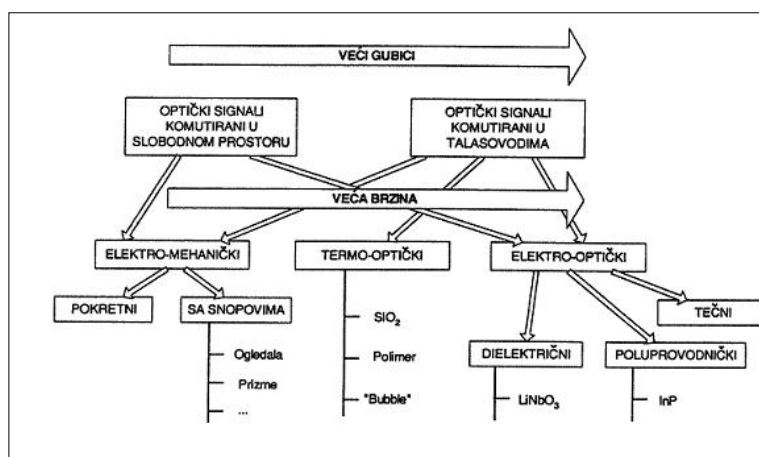 VEĆI GUBICI
OPTIČKI SIGNALI
KOMUTIRANI U
SLOBODNOM PROSTORU
OPTIČKI SIGNALI
KOMUTIRANI U
TALASOVODIMA
VEĆA BRZINA
ELEKTRO-MEHANIČKI
TERMO-OPTIČKI
ELEKTRO-OPTIČKI
POKRETNI
SA SNOPOVIMA
TEČNI
SIO₂
Ogledala
Polimer
DIELEKTRIČNI
POLUPROVODNIČKI
Prizme
...
"Bubble"
LiNbO₃
InP